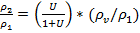 ρ₂/ρ₁ = (U/(1+U)) * (ρᵥ/ρ₁)